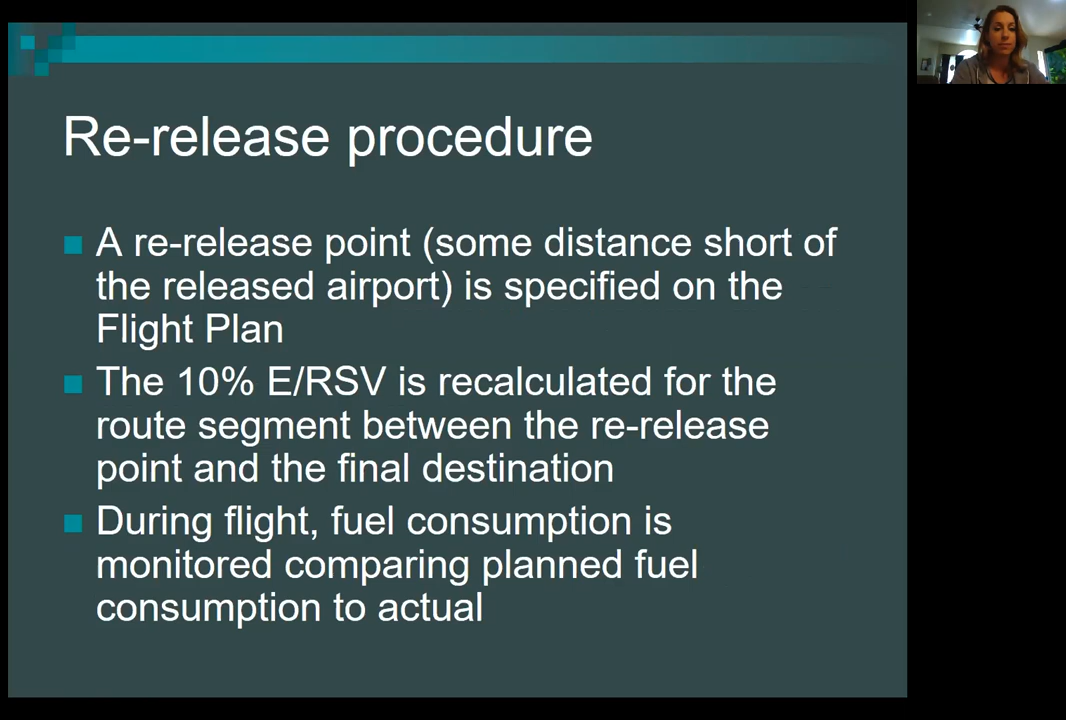 Re-release procedure
A re-release point (some distance short of
the released airport) is specified on the
Flight Plan
The 10% E/RSV is recalculated for the
route segment between the re-release
point and the final destination
During flight, fuel consumption is
monitored comparing planned fuel
consumption to actual